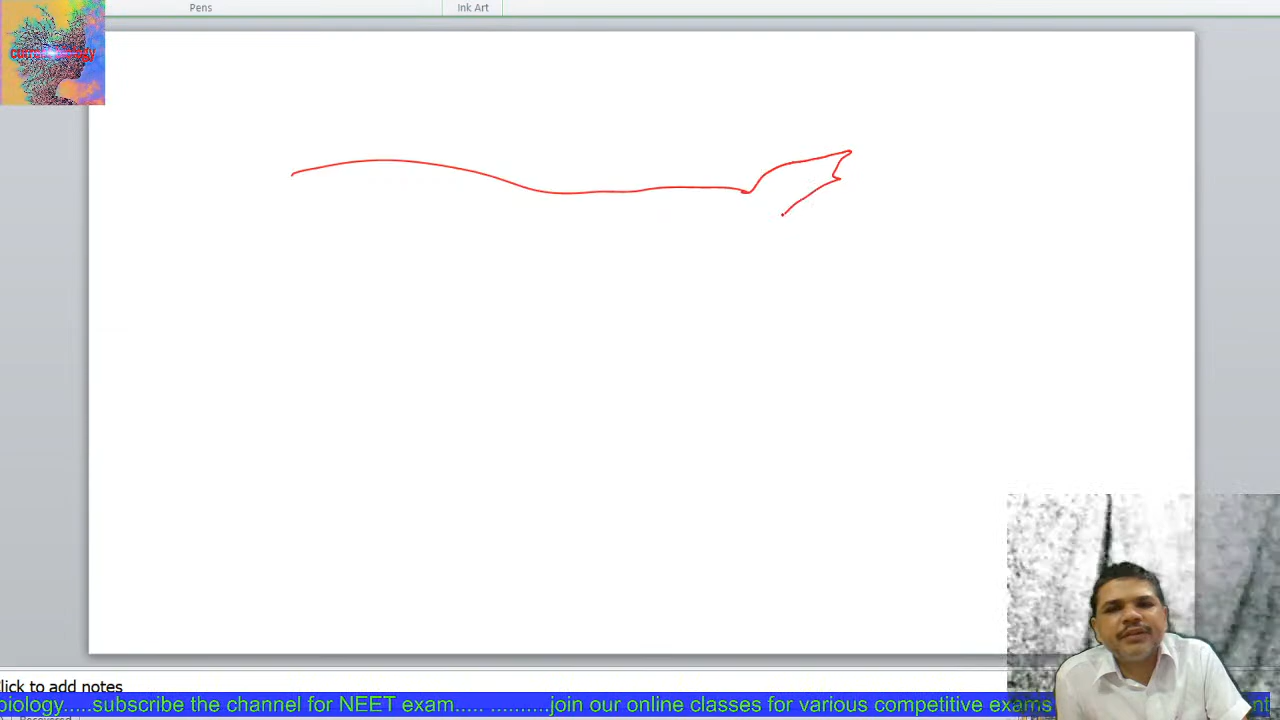 Pens
Ink Art
lick to add notes
biology.....subscribe the channel for NEET exam..... ..........join our online classes for various competitive exams